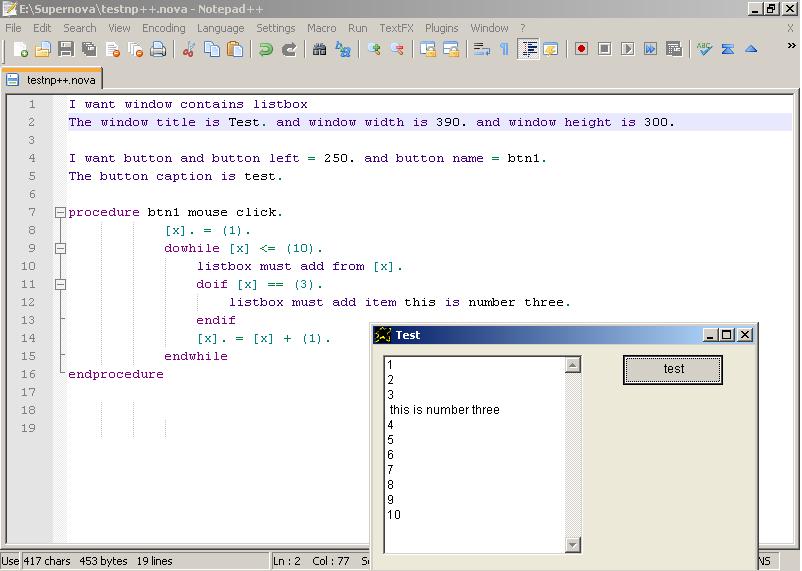 E:\Supernova\testnp++.nova - Notepad++
File Edit Search View Encoding Language Settings Macro Run TextFX Plugins Window ? X
testnp++.nova
1 I want window contains listbox
2 The window title is Test. and window width is 390. and window height is 300.
3
4 I want button and button left = 250. and button name = btn1.
5 The button caption is test.
6
7 procedure btn1 mouse click.
8 [x]. = (1).
9 dowhile [x] <= (10).
10 listbox must add from [x].
11 doif [x] == (3).
12 listbox must add item this is number three.
13 endif
14 [x]. = [x] + (1).
15 endwhile
16 endprocedure
17
18
19
Test
test
1
2
3
this is number three
4
5
6
7
8
9
10
Use 417 chars 453 bytes 19 lines Ln : 2 Col : 77 NS